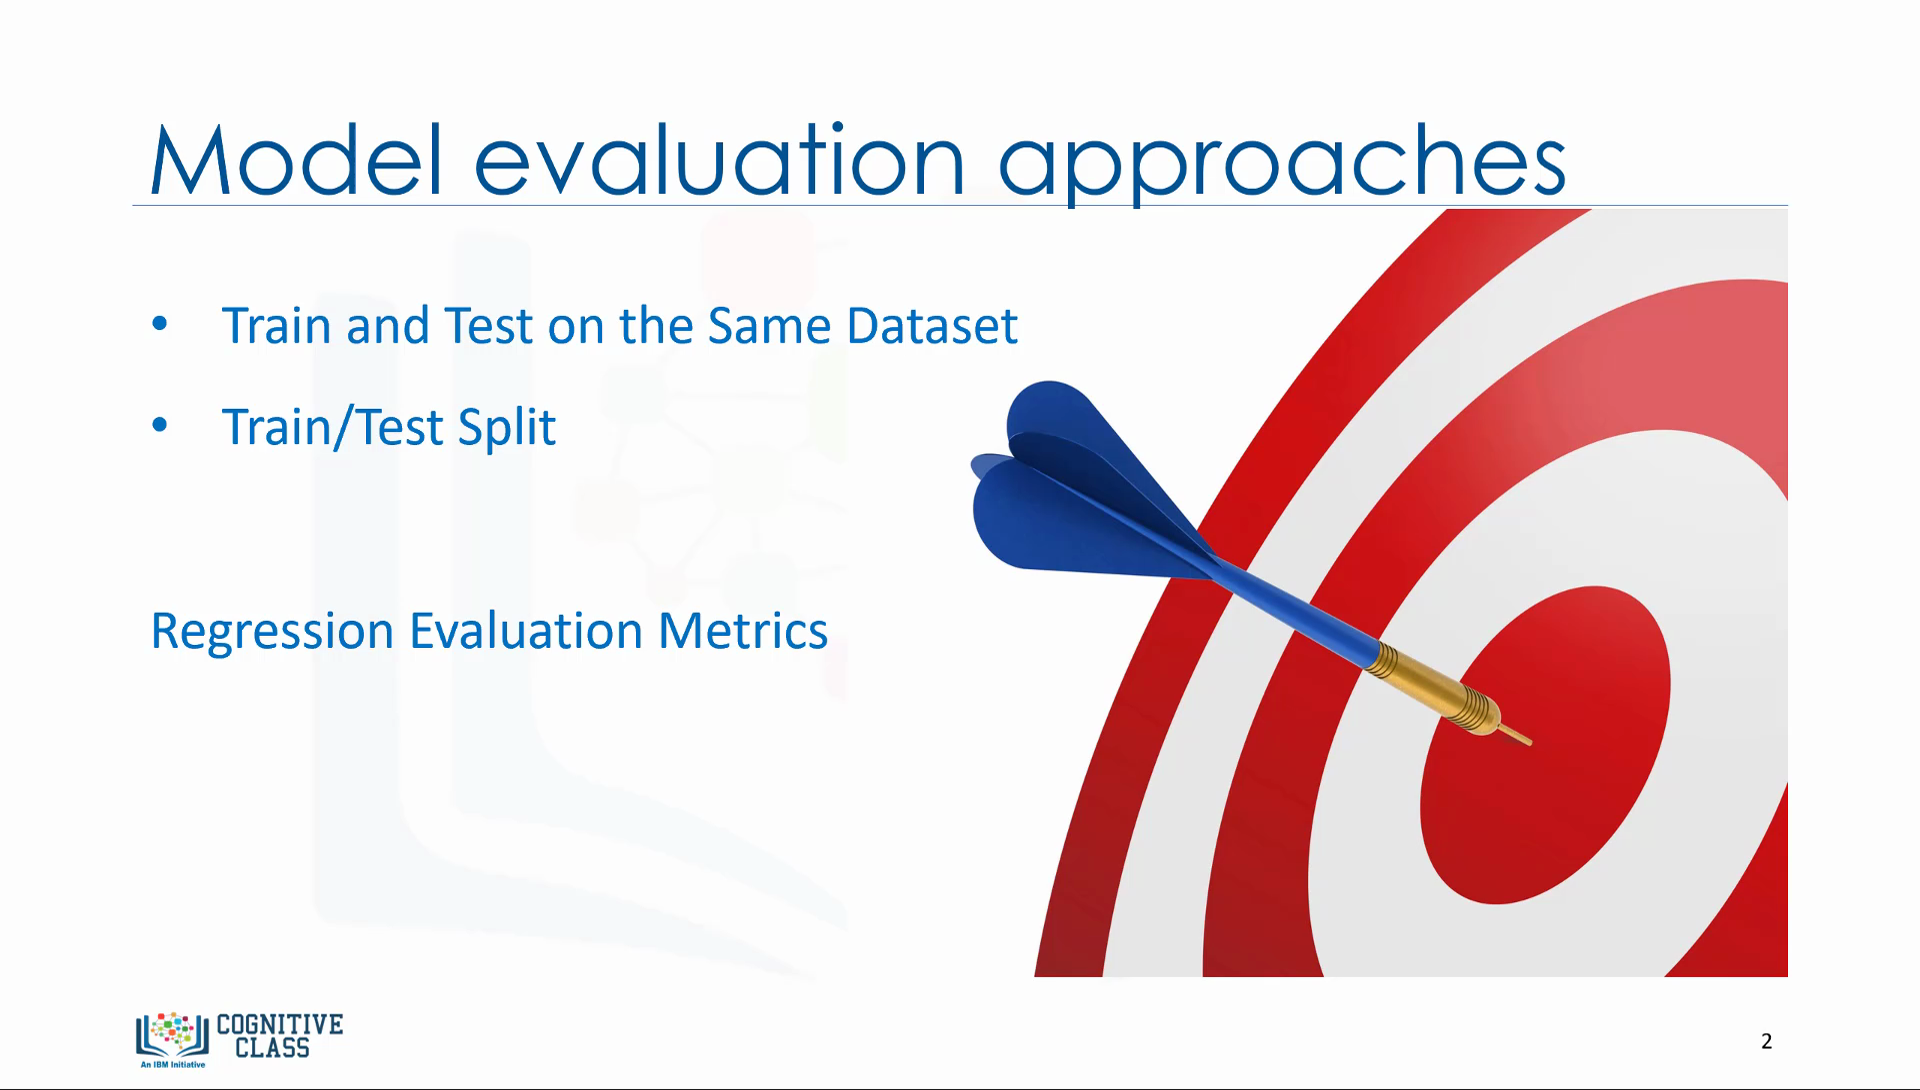 Model evaluation approaches
• Train and Test on the Same Dataset
• Train/Test Split
Regression Evaluation Metrics
COGNITIVE
CLASS
An IBM Initiative
2